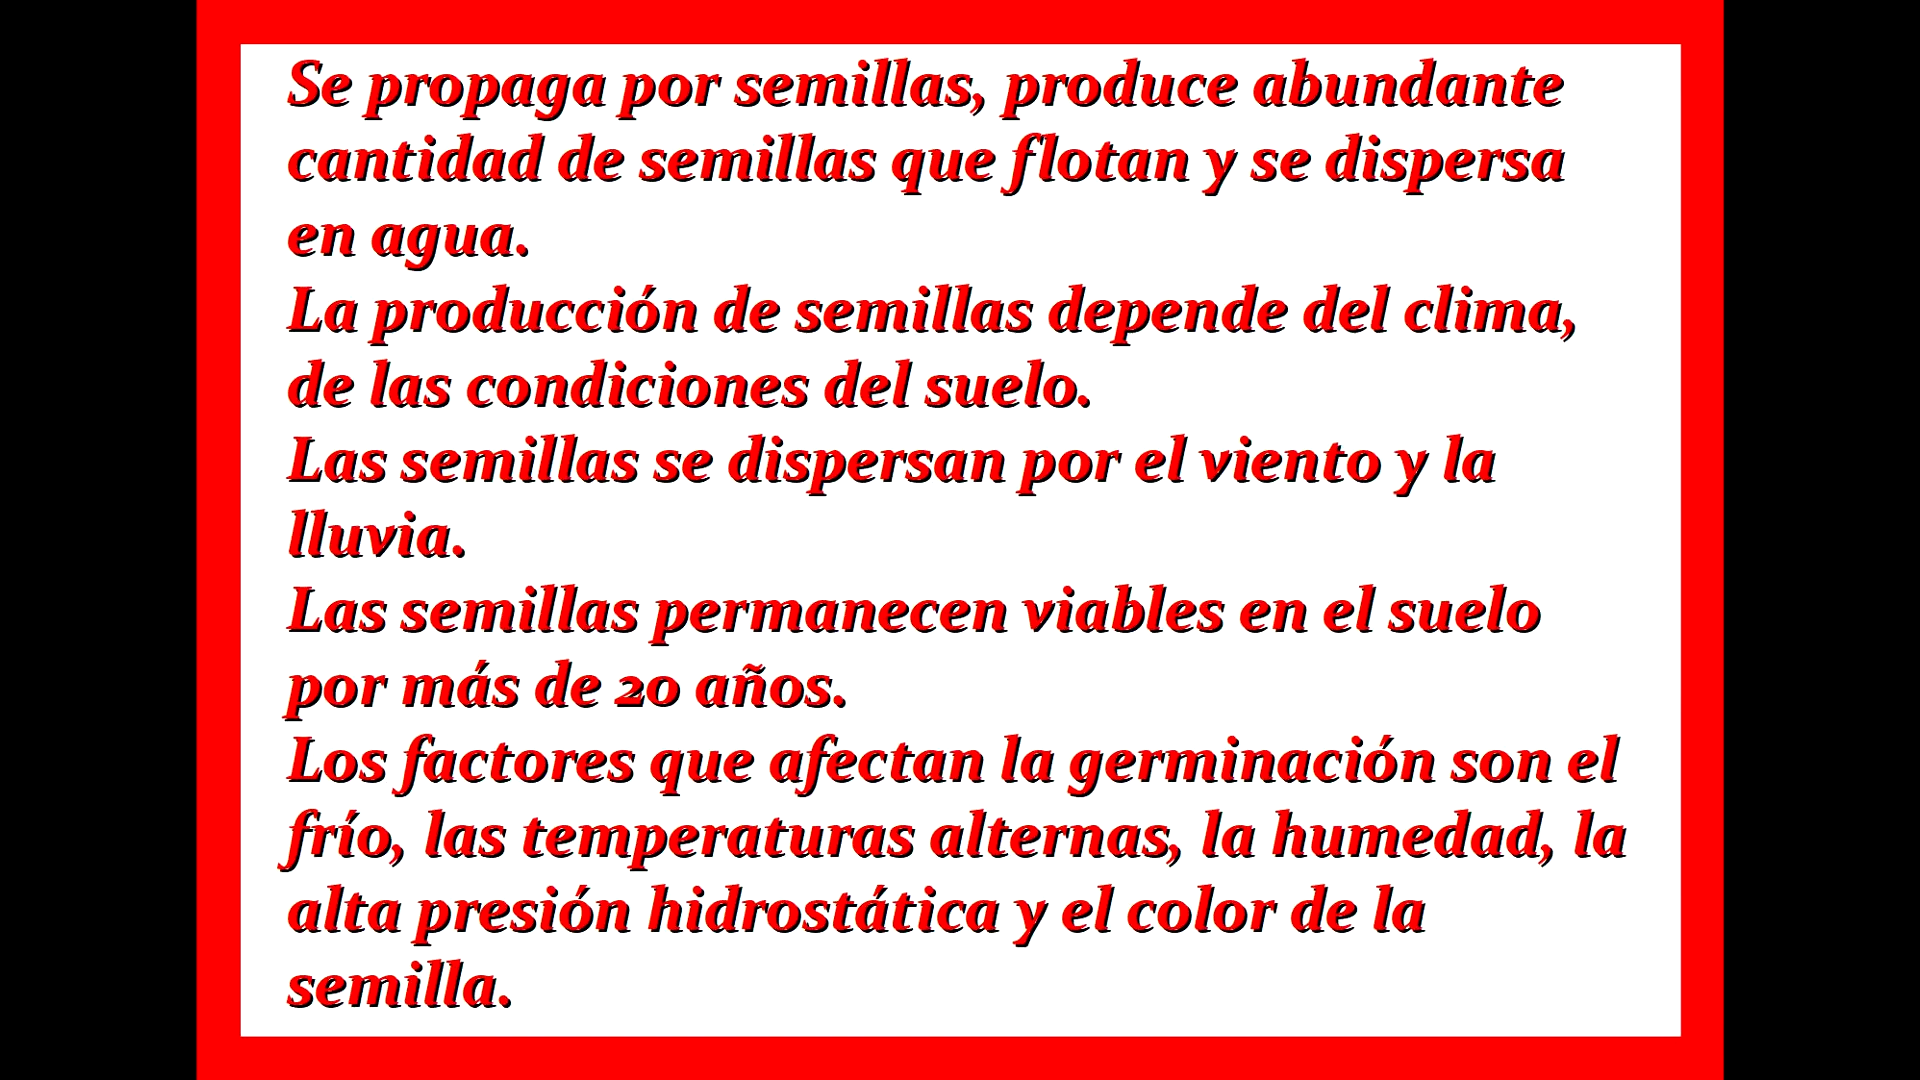 Se propaga por semillas, produce abundante
cantidad de semillas que flotan y se dispersa
en agua.
La producción de semillas depende del clima,
de las condiciones del suelo.
Las semillas se dispersan por el viento y la
lluvia.
Las semillas permanecen viables en el suelo
por más de 20 años.
Los factores que afectan la germinación son el
frío, las temperaturas alternas, la humedad, la
alta presión hidrostática y el color de la
semilla.